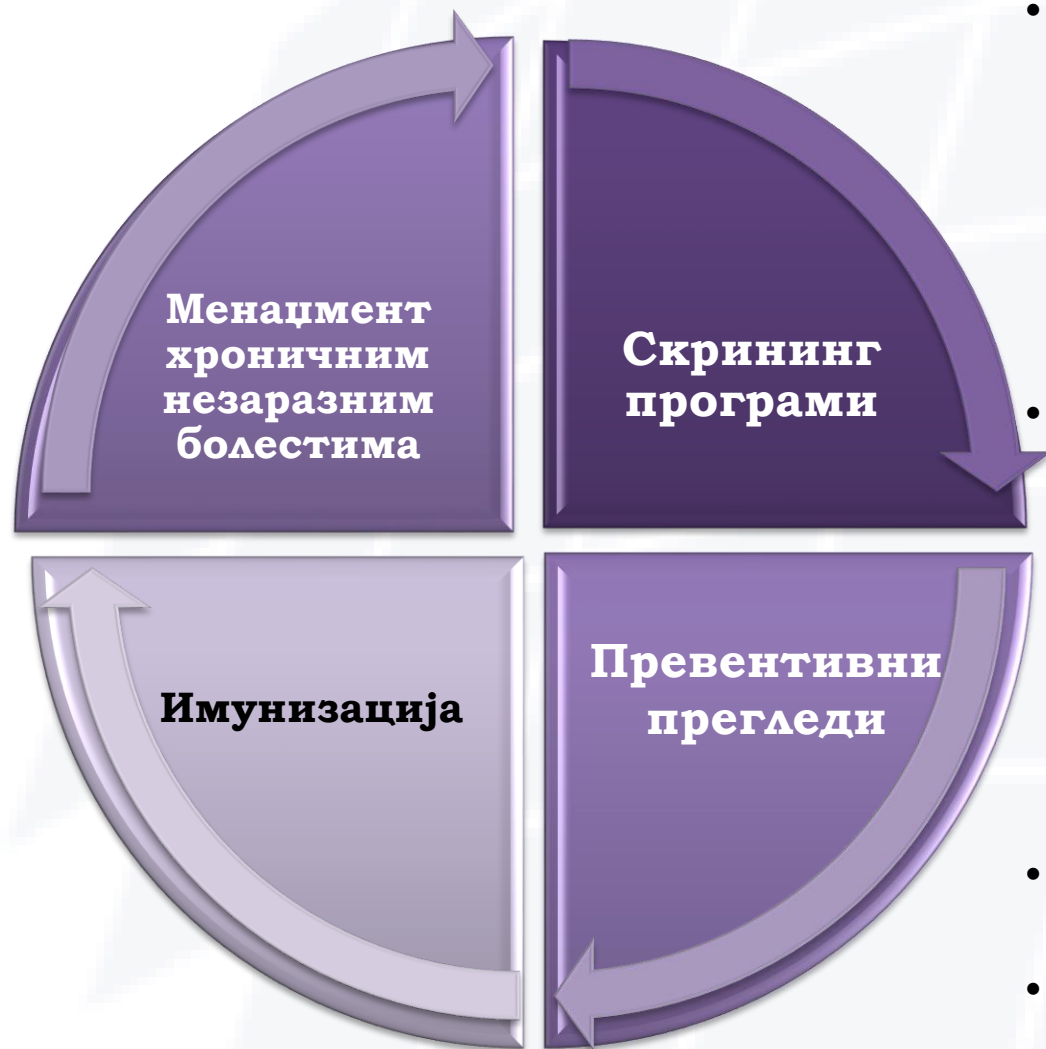 Менаџмент
хроничним
незаразним
болестима
Скрининг
програми
Имунизација
Превентивни
прегледи